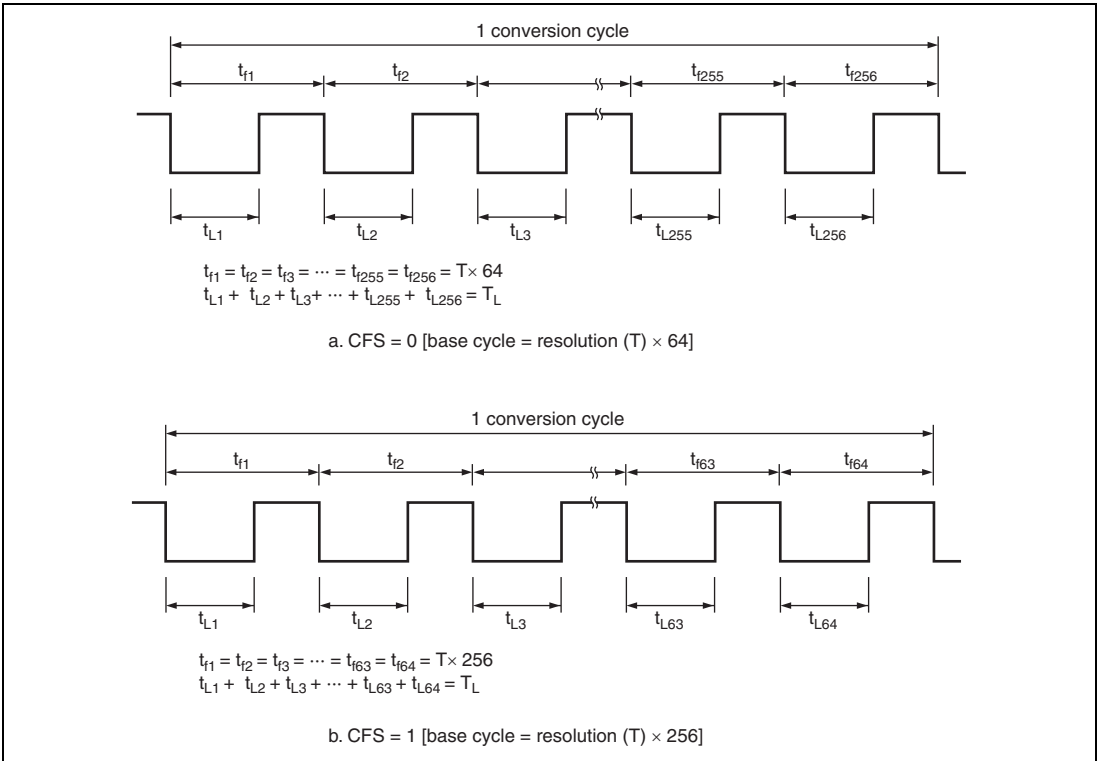 1 conversion cycle
tf1 tf2 tf255 tf256
tL1 tL2 tL3 tL255 tL256
tf1 = tf2 = tf3 = ··· = tf255 = tf256 = T× 64
tL1 + tL2 + tL3+ ··· + tL255 + tL256 = TL
a. CFS = 0 [base cycle = resolution (T) × 64]
1 conversion cycle
tf1 tf2 tf63 tf64
tL1 tL2 tL3 tL63 tL64
tf1 = tf2 = tf3 = ··· = tf63 = tf64 = T× 256
tL1 + tL2 + tL3 + ··· + tL63 + tL64 = TL
b. CFS = 1 [base cycle = resolution (T) × 256]